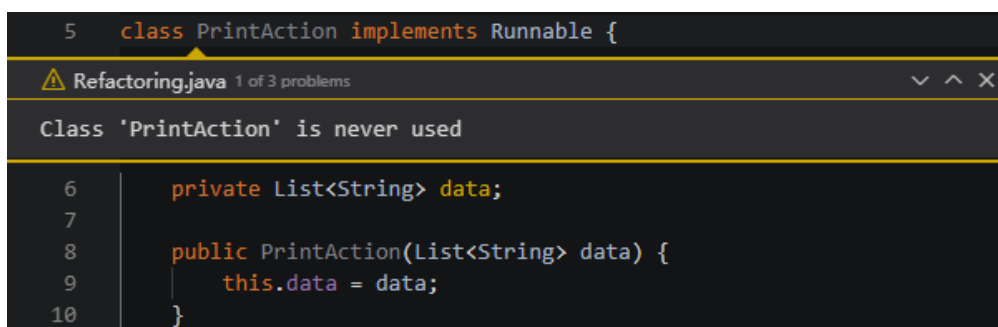 5 class PrintAction implements Runnable {
Refactoring.java 1 of 3 problems
Class 'PrintAction' is never used
6 private List<String> data;
7
8 public PrintAction(List<String> data) {
9 this.data = data;
10 }